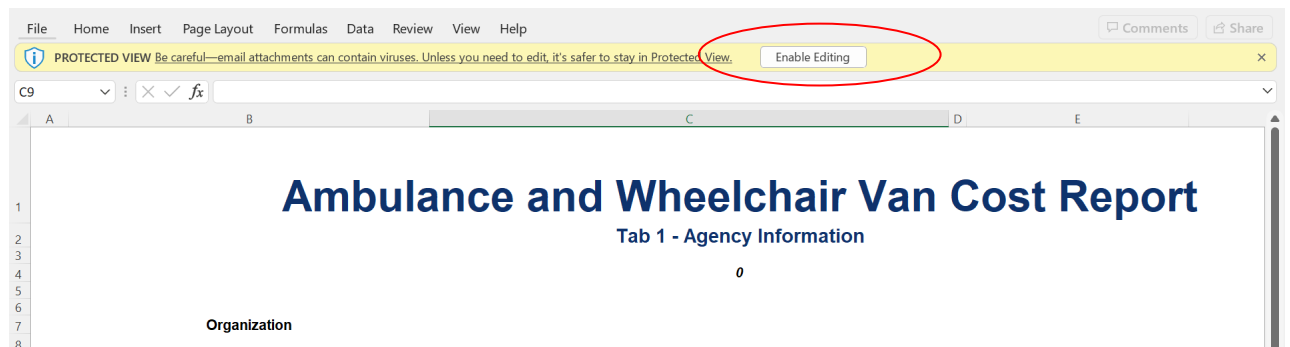 File Home Insert Page Layout Formulas Data Review View Help Comments Share
PROTECTED VIEW Be careful—email attachments can contain viruses. Unless you need to edit, it's safer to stay in Protected View. Enable Editing
C9 fx
A B C D E
1 Ambulance and Wheelchair Van Cost Report
2 Tab 1 - Agency Information
3
4 0
5
6
7 Organization
8